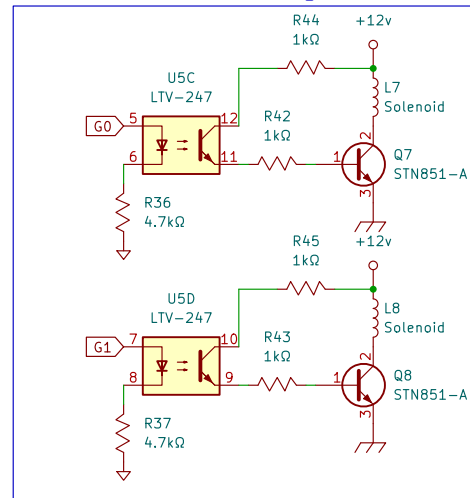 R44
1kΩ
+12v
U5C
LTV-247
L7
Solenoid
G0
5
12
R42
1kΩ
2
6
11
1
Q7
STN851-A
3
R36
4.7kΩ
R45
1kΩ
+12v
U5D
LTV-247
L8
Solenoid
G1
7
10
R43
1kΩ
2
8
9
1
Q8
STN851-A
3
R37
4.7kΩ